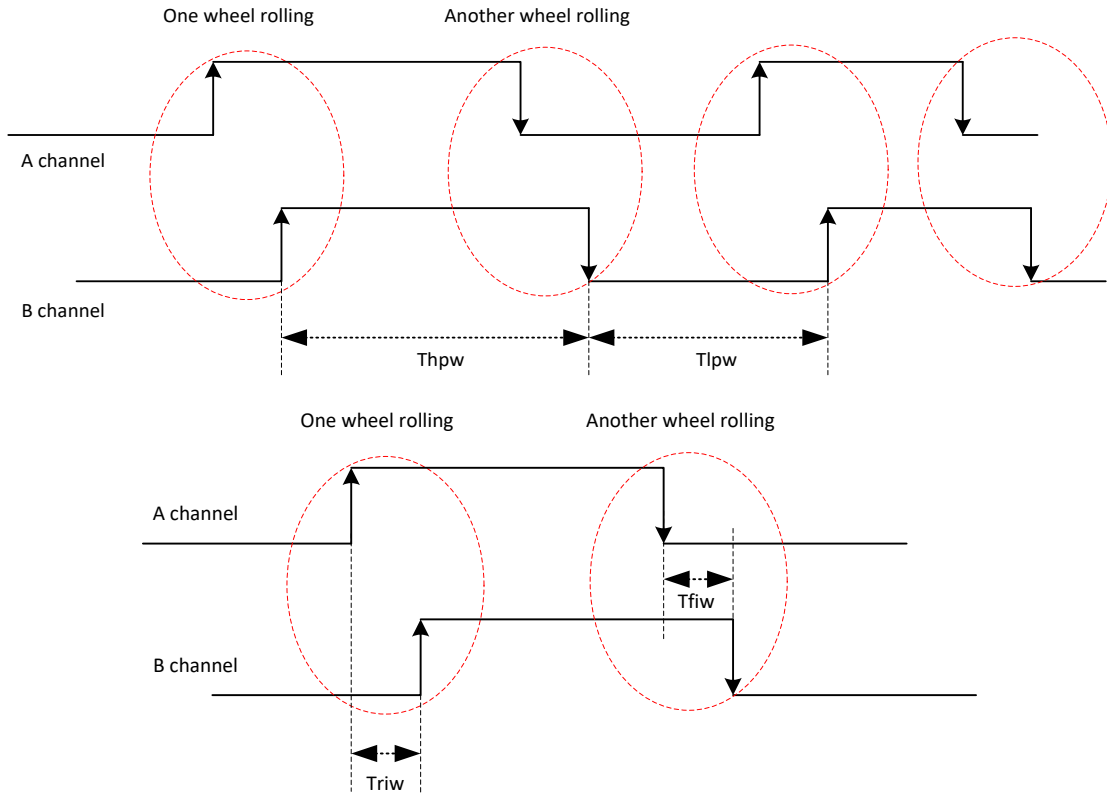 One wheel rolling
Another wheel rolling
A channel
B channel
Thpw
Tlpw
One wheel rolling
Another wheel rolling
A channel
Tfiw
B channel
Triw